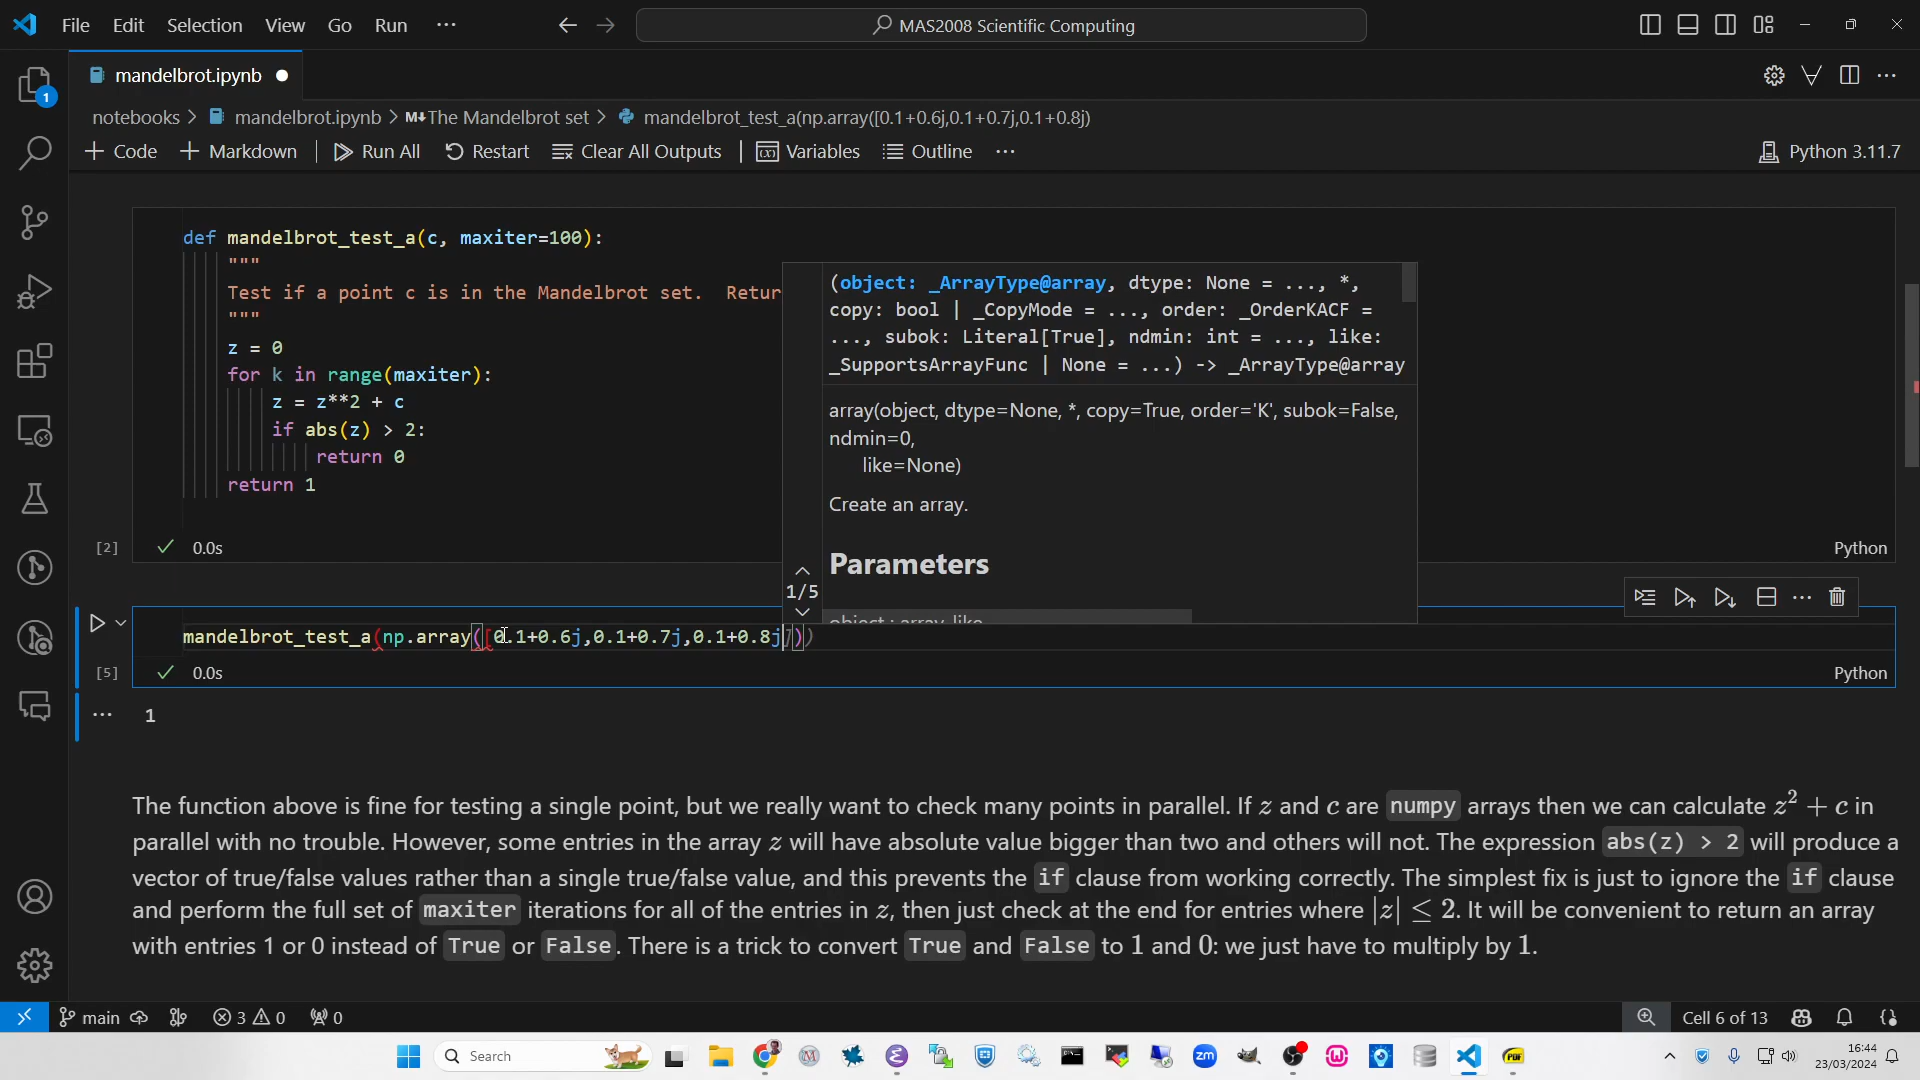 File Edit Selection View Go Run ···
MAS2008 Scientific Computing
mandelbrot.ipynb
notebooks > mandelbrot.ipynb > M↓The Mandelbrot set > mandelbrot_test_a(np.array([0.1+0.6j,0.1+0.7j,0.1+0.8j)
+ Code + Markdown Run All Restart Clear All Outputs Variables Outline ··· Python 3.11.7
def mandelbrot_test_a(c, maxiter=100):
"""
Test if a point c is in the Mandelbrot set. Retur
"""
z = 0
for k in range(maxiter):
z = z**2 + c
if abs(z) > 2:
return 0
return 1
[2] 0.0s Python
(object: _ArrayType@array, dtype: None = ..., *,
copy: bool | _CopyMode = ..., order: _OrderKACF =
..., subok: Literal[True], ndmin: int = ..., like:
_SupportsArrayFunc | None = ...) -> _ArrayType@array
array(object, dtype=None, *, copy=True, order='K', subok=False,
ndmin=0,
like=None)
Create an array.
Parameters
object : array_like
1/5
mandelbrot_test_a(np.array([0.1+0.6j,0.1+0.7j,0.1+0.8j]))
[5] 0.0s Python
··· 1
The function above is fine for testing a single point, but we really want to check many points in parallel. If z and c are numpy arrays then we can calculate z² + c in
parallel with no trouble. However, some entries in the array z will have absolute value bigger than two and others will not. The expression abs(z) > 2 will produce a
vector of true/false values rather than a single true/false value, and this prevents the if clause from working correctly. The simplest fix is just to ignore the if clause
and perform the full set of maxiter iterations for all of the entries in z, then just check at the end for entries where |z| ≤ 2. It will be convenient to return an array
with entries 1 or 0 instead of True or False. There is a trick to convert True and False to 1 and 0: we just have to multiply by 1.
main 3 0 0 Cell 6 of 13
Search
zm
PDF
16:44
23/03/2024